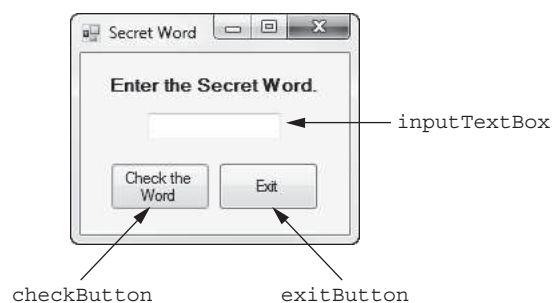 Secret Word
Enter the Secret Word.
inputTextBox
Check the
Word
Exit
checkButton
exitButton